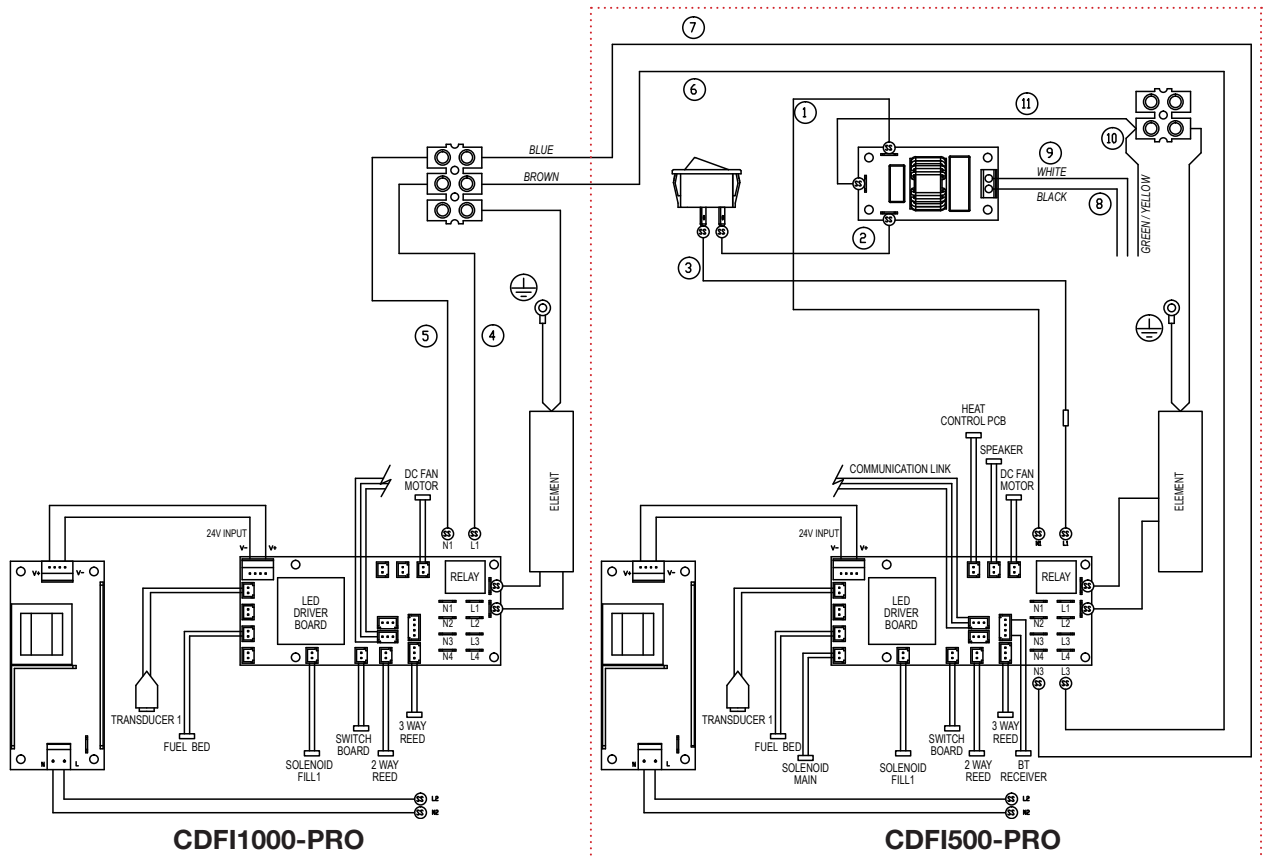 7
6
1
11
10
9
WHITE
BLACK
8
GREEN / YELLOW
BLUE
BROWN
2
3
5
4
ELEMENT
HEAT
CONTROL PCB
SPEAKER
DC FAN
MOTOR
COMMUNICATION LINK
ELEMENT
DC FAN
MOTOR
24V INPUT
V- V+
N1 L1
V+ V-
RELAY
LED
DRIVER
BOARD
N1 L1
N2 L2
N3 L3
N4 L4
TRANSDUCER 1
FUEL BED
SOLENOID
FILL1
SWITCH
BOARD
2 WAY
REED
3 WAY
REED
N L
L2
N2
CDFI1000-PRO
24V INPUT
V- V+
N1 L1
V+ V-
RELAY
LED
DRIVER
BOARD
N1 L1
N2 L2
N3 L3
N4 L4
N3 L3
TRANSDUCER 1
FUEL BED
SOLENOID
MAIN
SOLENOID
FILL1
SWITCH
BOARD
2 WAY
REED
3 WAY
REED
BT
RECEIVER
N L
L2
N2
CDFI500-PRO